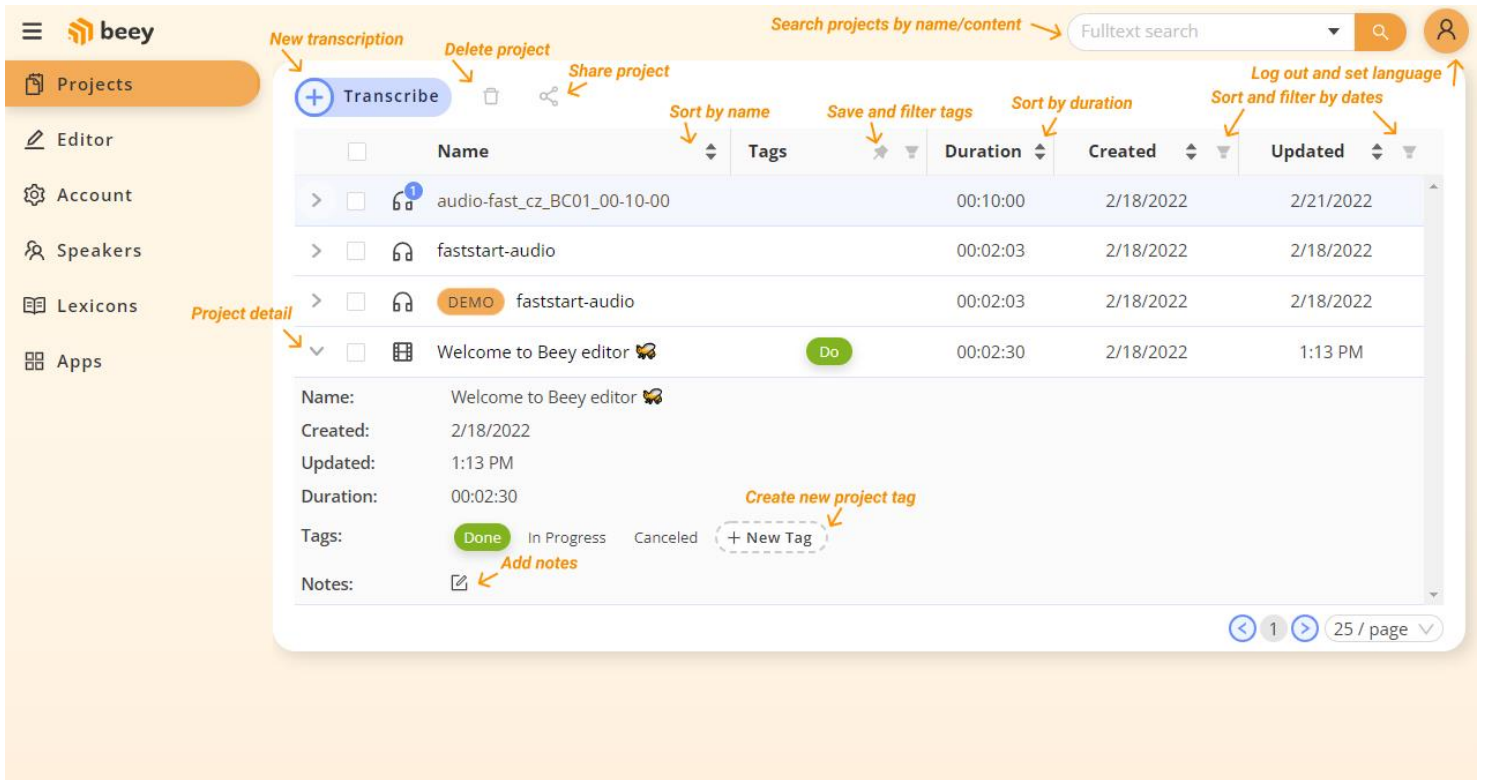 beey
Search projects by name/content
Fulltext search
New transcription
Delete project
Share project
Log out and set language
Projects
Transcribe
Sort by name
Save and filter tags
Sort by duration
Sort and filter by dates
Editor
Name
Tags
Duration
Created
Updated
Account
1
audio-fast_cz_BC01_00-10-00
00:10:00
2/18/2022
2/21/2022
Speakers
faststart-audio
00:02:03
2/18/2022
2/18/2022
Lexicons
Project detail
DEMO
faststart-audio
00:02:03
2/18/2022
2/18/2022
Apps
Welcome to Beey editor
Do
00:02:30
2/18/2022
1:13 PM
Name:
Welcome to Beey editor
Created:
2/18/2022
Updated:
1:13 PM
Duration:
00:02:30
Create new project tag
Tags:
Done
In Progress
Canceled
+ New Tag
Add notes
Notes:
1
25 / page